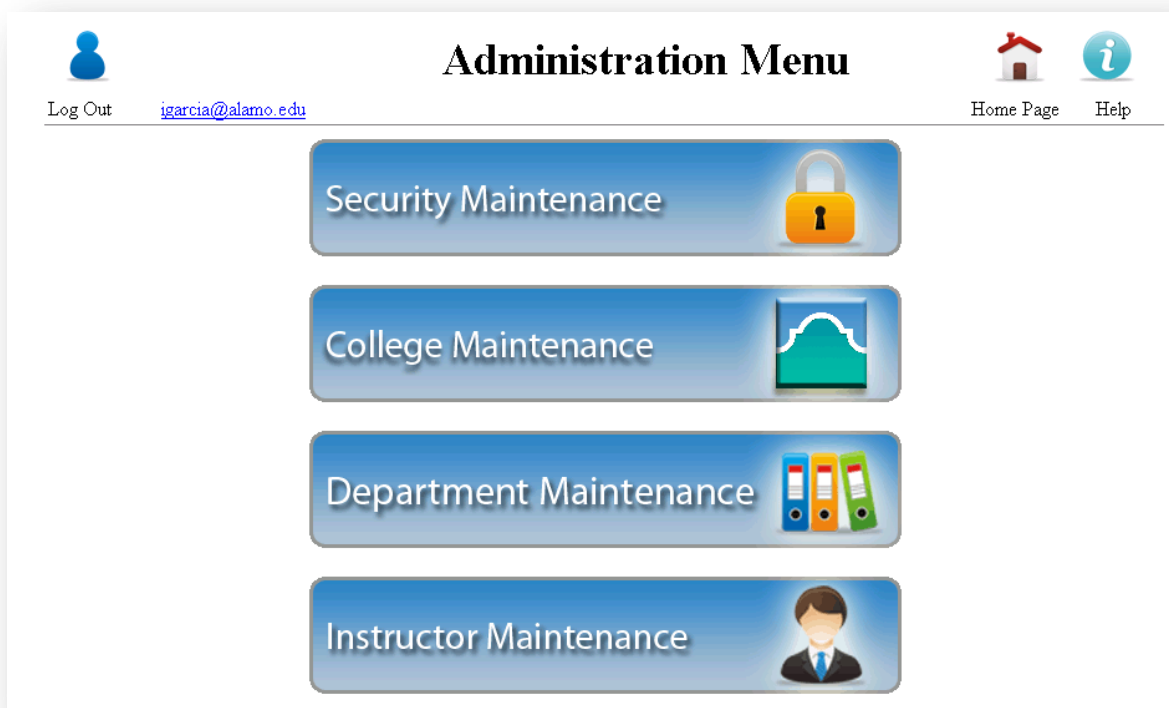 Administration Menu
Log Out igarcia@alamo.edu Home Page Help
Security Maintenance
College Maintenance
Department Maintenance
Instructor Maintenance